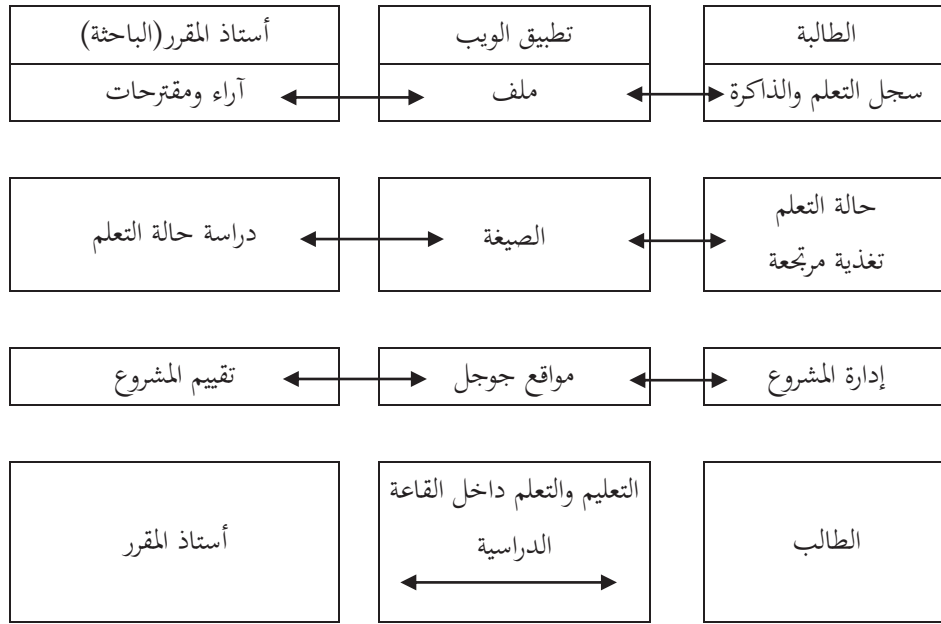 الطالبة
تطبيق الويب
أستاذ المقرر(الباحثة)
سجل التعلم والذاكرة
ملف
آراء ومقترحات
حالة التعلم
تغذية مرتجعة
الصيغة
دراسة حالة التعلم
إدارة المشروع
مواقع جوجل
تقييم المشروع
الطالب
التعليم والتعلم داخل القاعة
الدراسية
أستاذ المقرر